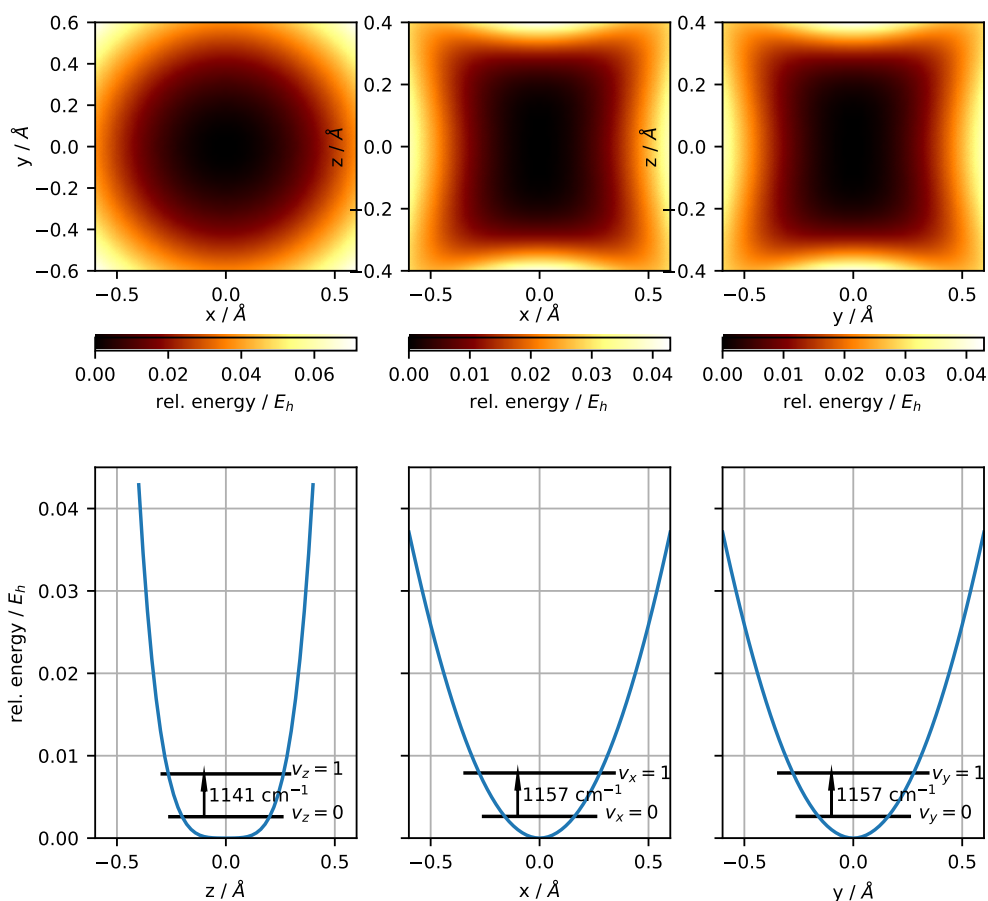 0.6
0.4
0.2
0.0
−0.2
−0.4
−0.6
y / Å
−0.5 0.0 0.5
x / Å
0.4
0.2
0.0
−0.2
−0.4
z / Å
−0.5 0.0 0.5
x / Å
0.4
0.2
0.0
−0.2
−0.4
z / Å
−0.5 0.0 0.5
y / Å
0.00 0.02 0.04 0.06
rel. energy / E_h
0.00 0.01 0.02 0.03 0.04
rel. energy / E_h
0.00 0.01 0.02 0.03 0.04
rel. energy / E_h
0.04
0.03
0.02
0.01
0.00
rel. energy / E_h
v_z = 1
1141 cm⁻¹
v_z = 0
−0.5 0.0 0.5
z / Å
v_x = 1
1157 cm⁻¹
v_x = 0
−0.5 0.0 0.5
x / Å
v_y = 1
1157 cm⁻¹
v_y = 0
−0.5 0.0 0.5
y / Å